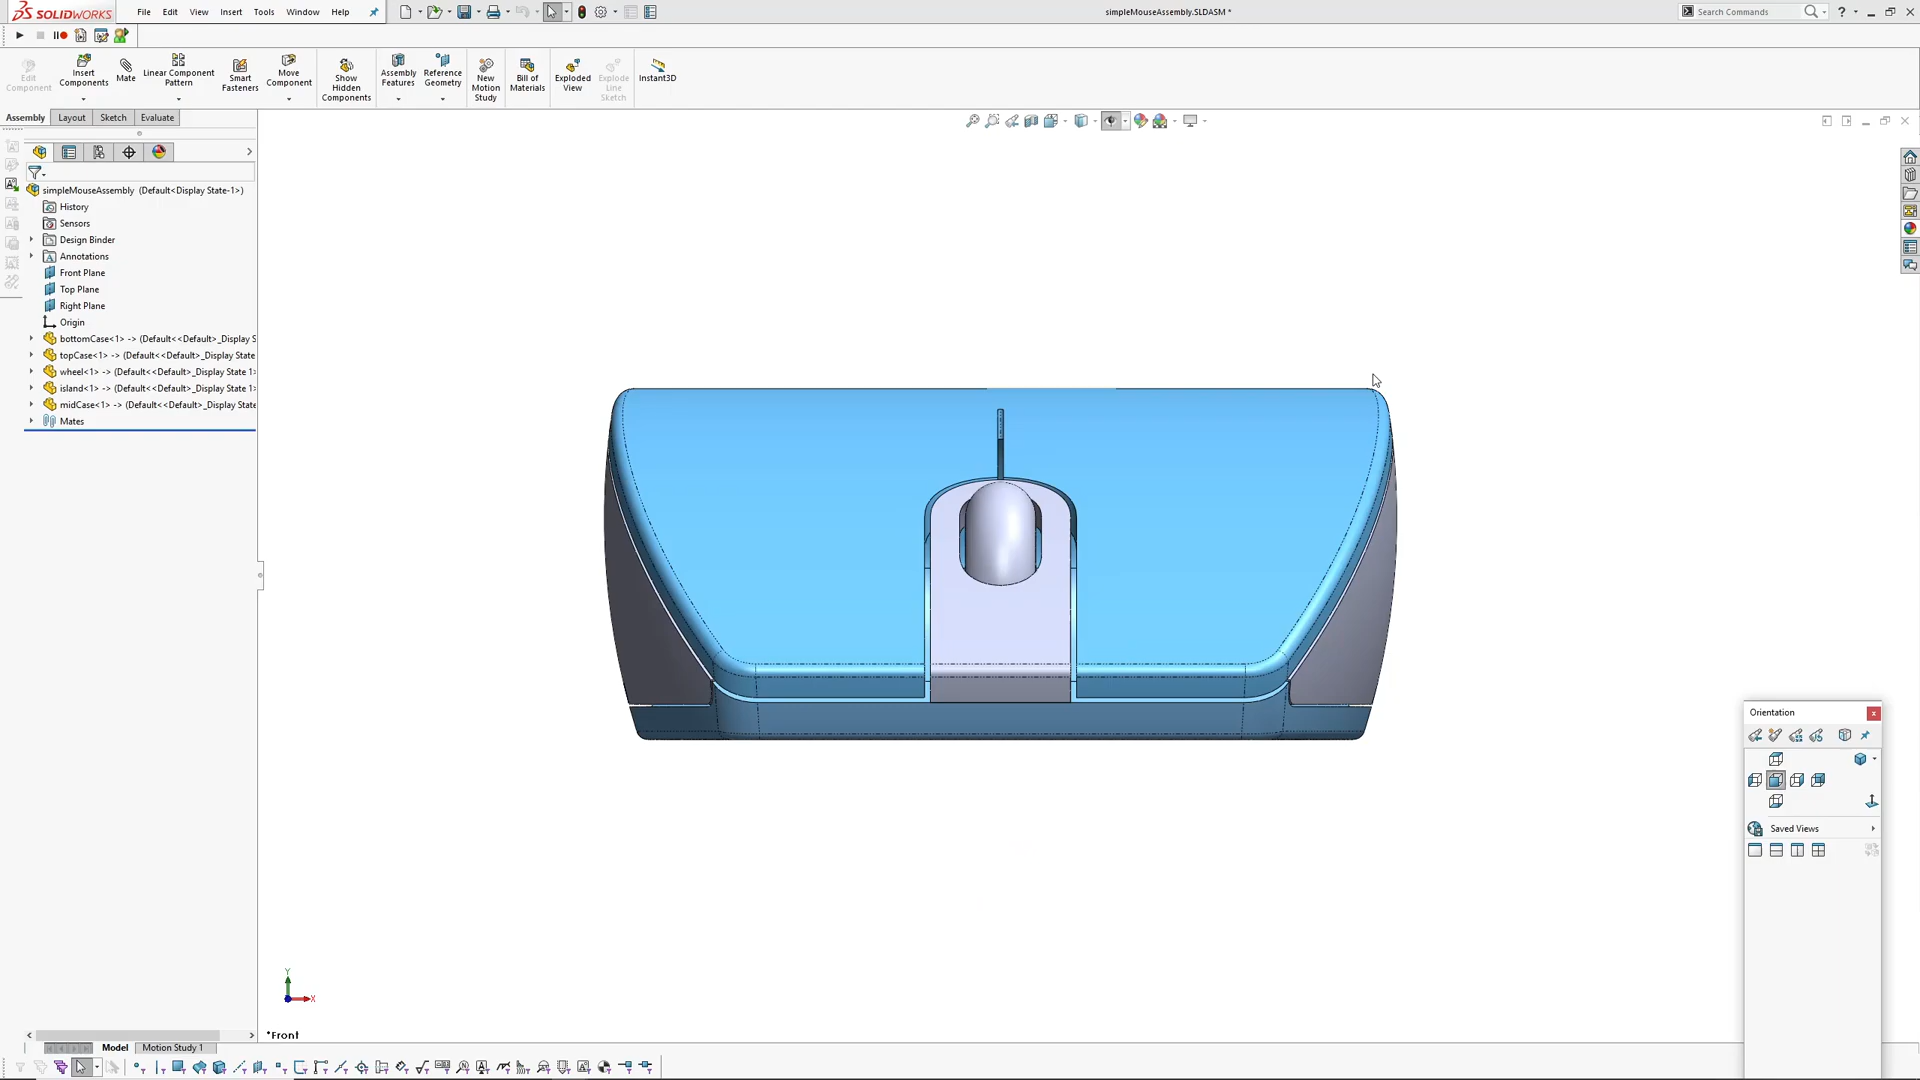 SOLIDWORKS File Edit View Insert Tools Window Help simpleMouseAssembly.SLDASM * Search Commands
Edit Component
Insert Components
Mate
Linear Component Pattern
Smart Fasteners
Move Component
Show Hidden Components
Assembly Features
Reference Geometry
New Motion Study
Bill of Materials
Exploded View
Explode Line Sketch
Instant3D
Assembly Layout Sketch Evaluate
simpleMouseAssembly (Default<Display State-1>)
History
Sensors
Design Binder
Annotations
Front Plane
Top Plane
Right Plane
Origin
bottomCase<1> -> (Default<<Default>_Display S
topCase<1> -> (Default<<Default>_Display State
wheel<1> -> (Default<<Default>_Display State 1>
island<1> -> (Default<<Default>_Display State 1>
midCase<1> -> (Default<<Default>_Display State
Mates
Orientation
Saved Views
Y
X
*Front
Model Motion Study 1